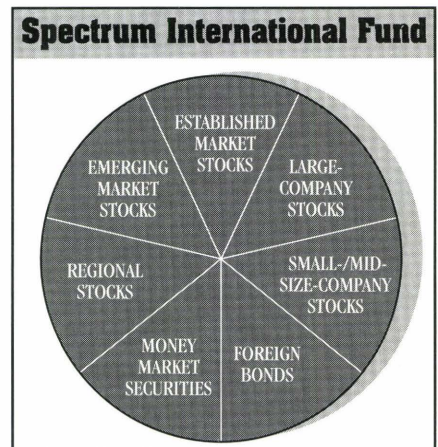 Spectrum International Fund
ESTABLISHED
MARKET
STOCKS
LARGE-
COMPANY
STOCKS
SMALL-/MID-
SIZE-COMPANY
STOCKS
FOREIGN
BONDS
MONEY
MARKET
SECURITIES
REGIONAL
STOCKS
EMERGING
MARKET
STOCKS